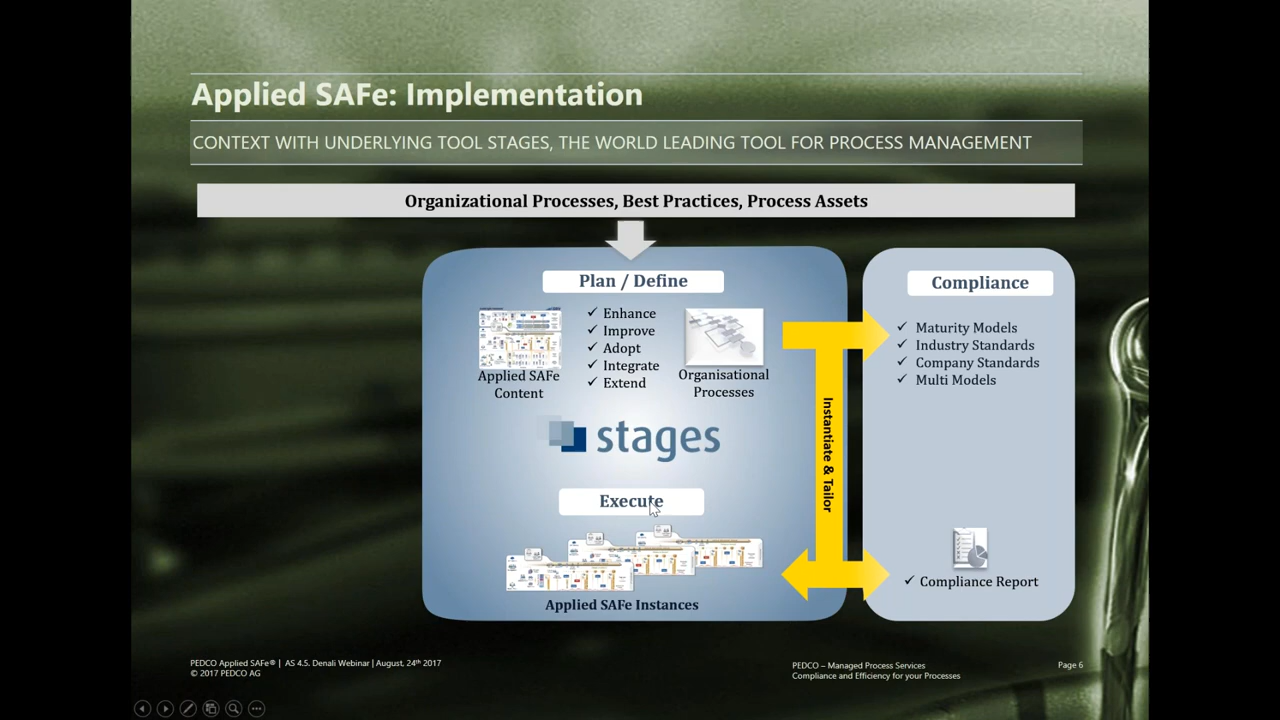 Applied SAFe: Implementation
CONTEXT WITH UNDERLYING TOOL STAGES, THE WORLD LEADING TOOL FOR PROCESS MANAGEMENT
Organizational Processes, Best Practices, Process Assets
Plan / Define
Enhance
Improve
Adopt
Integrate
Extend
Applied SAFe
Content
Organisational
Processes
stages
Execute
Applied SAFe Instances
Instantiate & Tailor
Compliance
Maturity Models
Industry Standards
Company Standards
Multi Models
Compliance Report
PEDCO Applied SAFe® | AS 4.5. Denali Webinar | August, 24th 2017
© 2017 PEDCO AG
PEDCO – Managed Process Services
Compliance and Efficiency for your Processes
Page 6